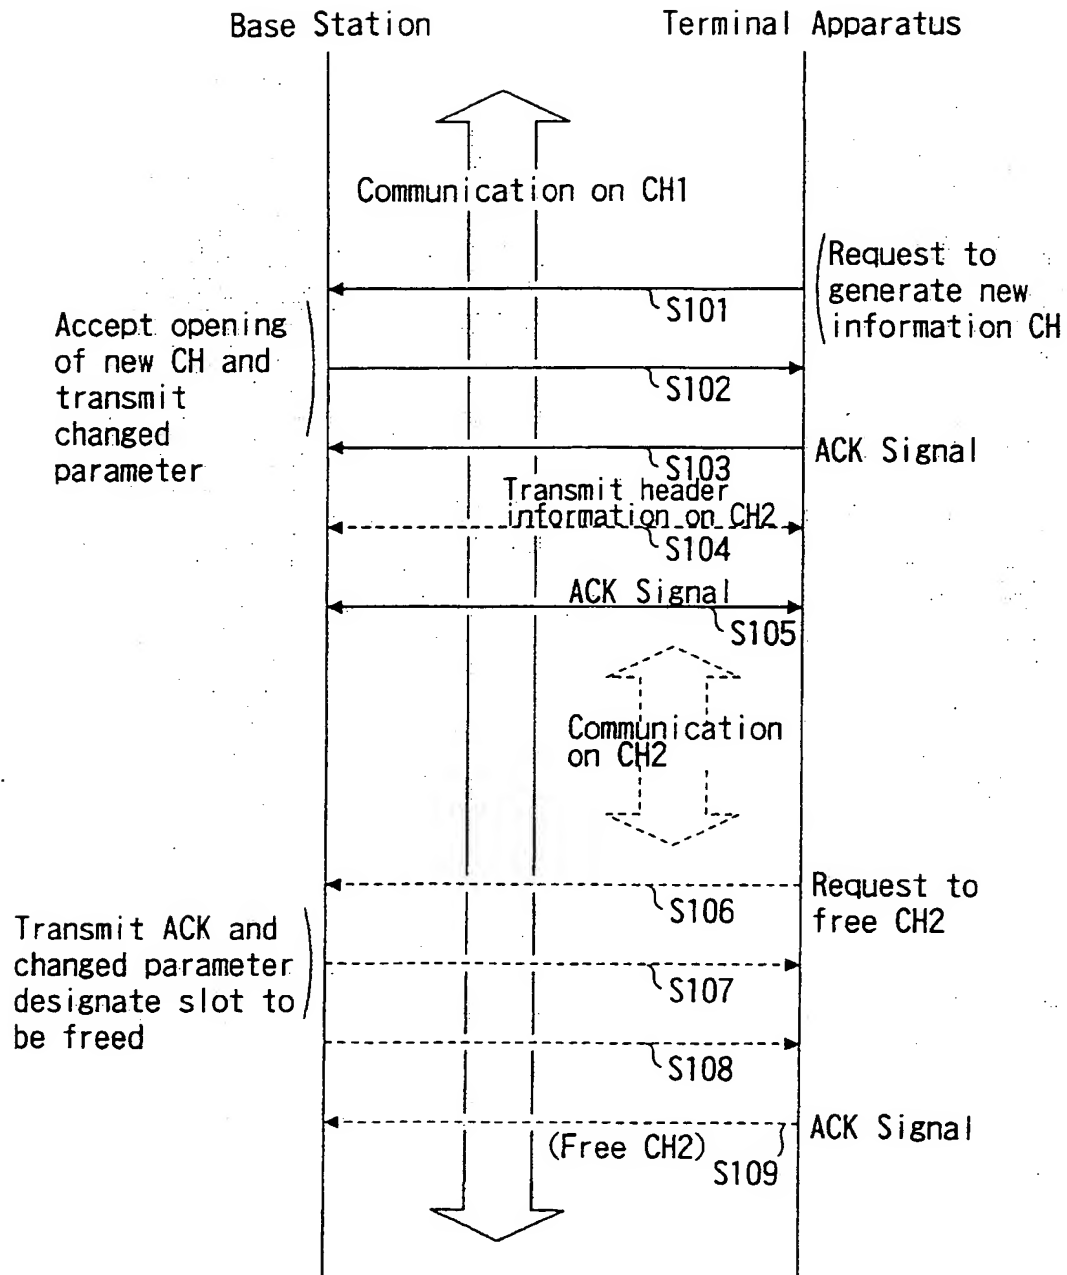 Base Station
Terminal Apparatus
Communication on CH1
Request to
generate new
information CH
S101
Accept opening
of new CH and
transmit
changed
parameter
S102
ACK Signal
S103
Transmit header
information on CH2
S104
ACK Signal
S105
Communication
on CH2
Request to
free CH2
S106
Transmit ACK and
changed parameter
designate slot to
be freed
S107
S108
ACK Signal
(Free CH2)
S109